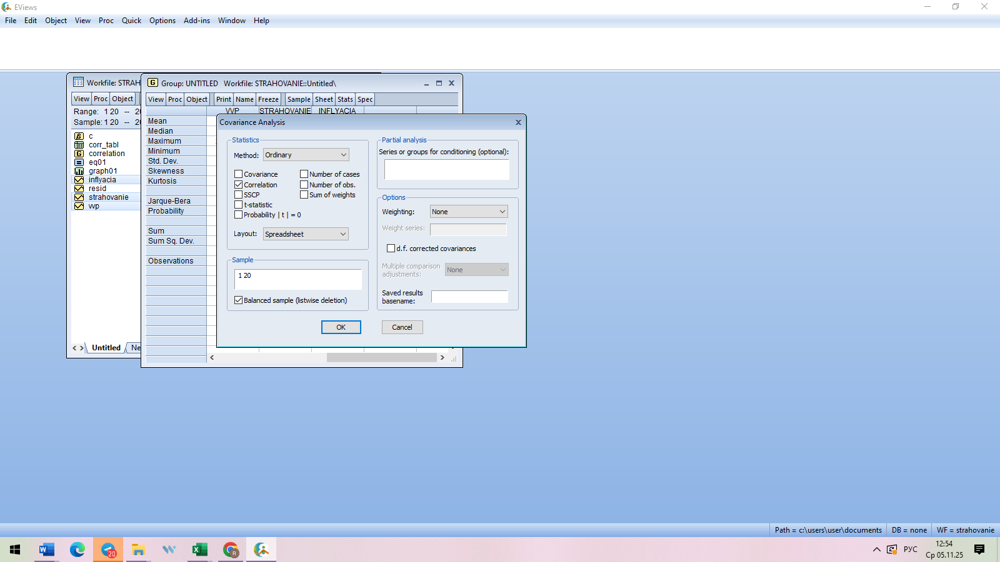 EViews
File Edit Object View Proc Quick Options Add-ins Window Help
Workfile: STRAH
View Proc Object
Range: 1 20 -- 20
Sample: 1 20 -- 20
c
corr_tabl
correlation
eq01
graph01
inflyacia
resid
strahovanie
vvp
Untitled Ne
Group: UNTITLED Workfile: STRAHOVANIE::Untitled\
View Proc Object Print Name Freeze Sample Sheet Stats Spec
VVP STRAHOVANIE INFLYACIA
Mean
Median
Maximum
Minimum
Std. Dev.
Skewness
Kurtosis
Jarque-Bera
Probability
Sum
Sum Sq. Dev.
Observations
Covariance Analysis
Statistics
Method: Ordinary
Covariance Number of cases
Correlation Number of obs.
SSCP Sum of weights
t-statistic
Probability | t | = 0
Layout: Spreadsheet
Sample
1 20
Balanced sample (listwise deletion)
Partial analysis
Series or groups for conditioning (optional):
Options
Weighting: None
Weight series:
d.f. corrected covariances
Multiple comparison
adjustments: None
Saved results
basename:
OK Cancel
Path = c:\users\user\documents DB = none WF = strahovanie
20
R
РУС
12:54
Ср 05.11.25